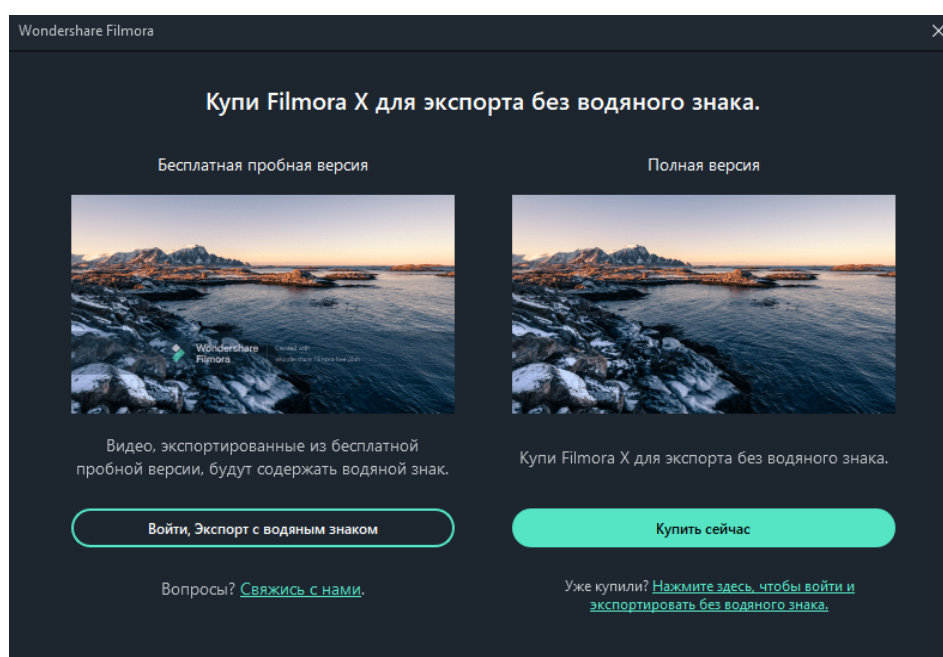 Wondershare Filmora
Купи Filmora X для экспорта без водяного знака.
Бесплатная пробная версия
Полная версия
Wondershare
Filmora
Created with
Видео, экспортированные из бесплатной
пробной версии, будут содержать водяной знак.
Купи Filmora X для экспорта без водяного знака.
Войти, Экспорт с водяным знаком
Купить сейчас
Вопросы? Свяжись с нами.
Уже купили? Нажмите здесь, чтобы войти и
экспортировать без водяного знака.